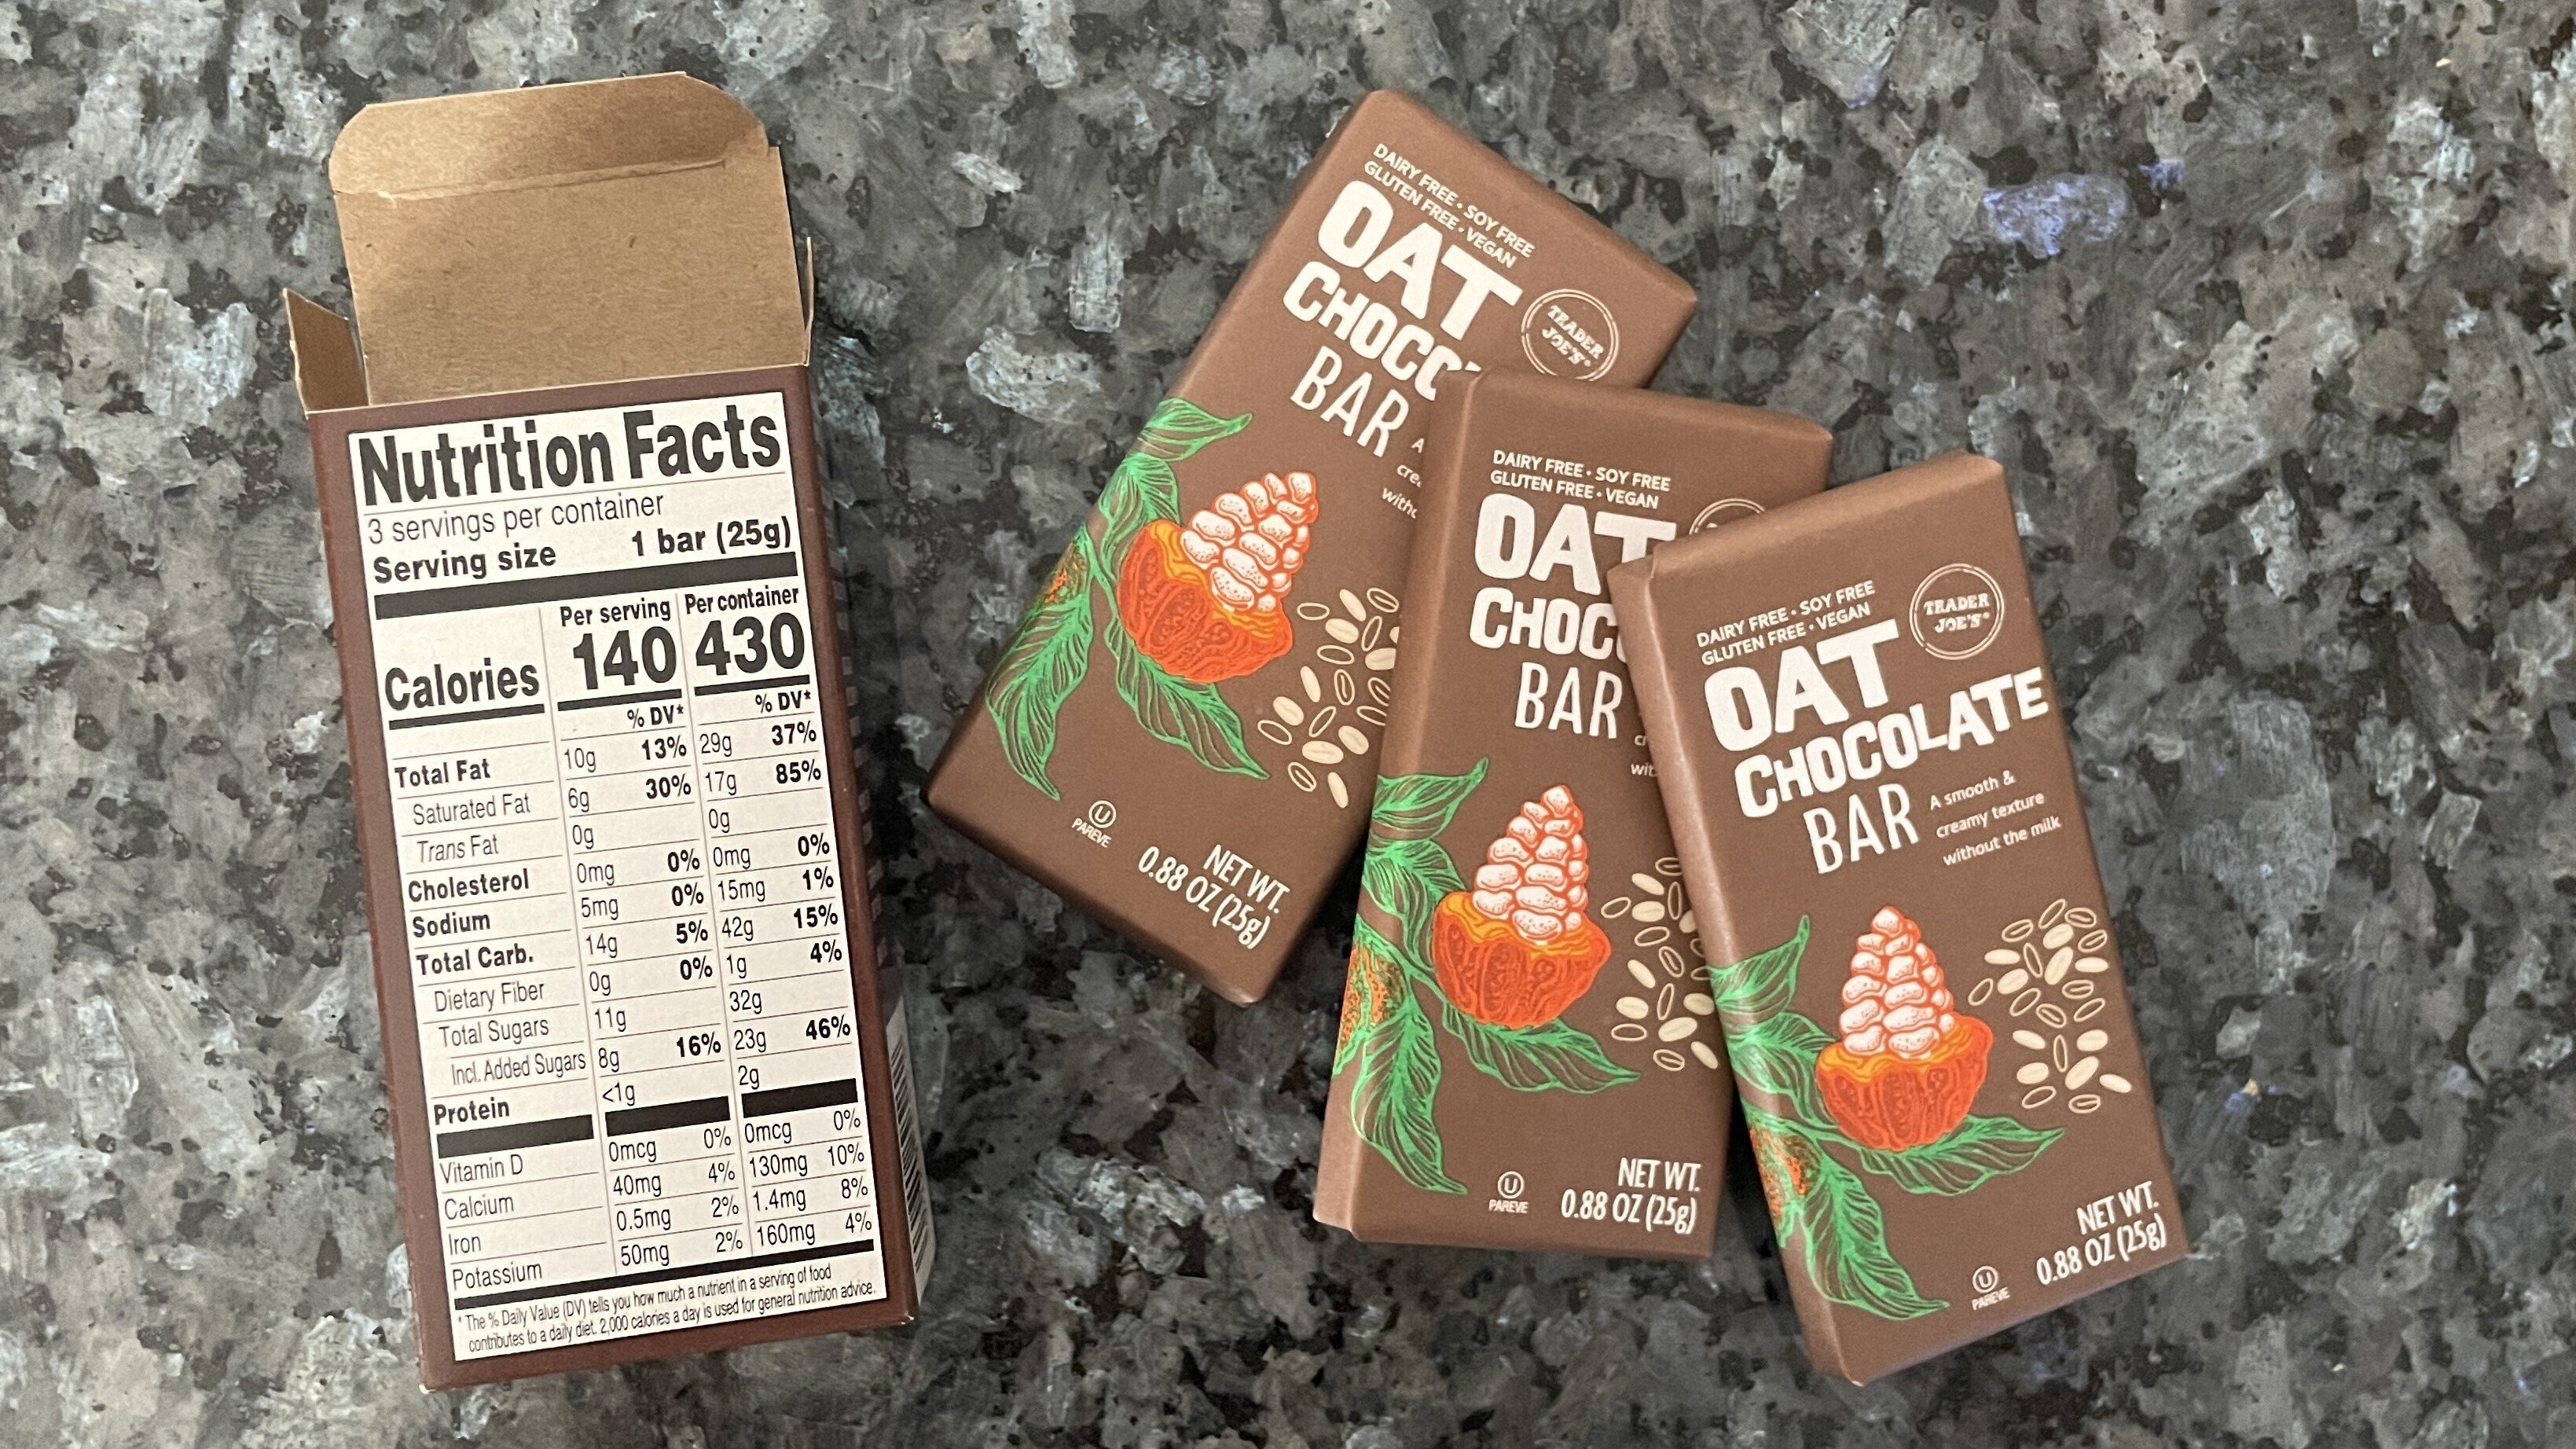 Nutrition Facts
3 servings per container
Serving size 1 bar (25g)
Per serving Per container
Calories 140 430
% DV* % DV*
Total Fat 10g 13% 29g 37%
Saturated Fat 6g 30% 17g 85%
Trans Fat 0g 0g
Cholesterol 0mg 0% 0mg 0%
Sodium 5mg 0% 15mg 1%
Total Carb. 14g 5% 42g 15%
Dietary Fiber 0g 0% 1g 4%
Total Sugars 11g 32g
Incl. Added Sugars 8g 16% 23g 46%
Protein <1g 2g
Vitamin D 0mcg 0% 0mcg 0%
Calcium 40mg 4% 130mg 10%
Iron 0.5mg 2% 1.4mg 8%
Potassium 50mg 2% 160mg 4%
* The % Daily Value (DV) tells you how much a nutrient in a serving of food
contributes to a daily diet. 2,000 calories a day is used for general nutrition advice.
DAIRY FREE • SOY FREE
GLUTEN FREE • VEGAN
OAT
CHOCO
BAR
TRADER
JOE'S®
A
U
PAREVE
NET WT.
0.88 OZ (25g)
DAIRY FREE • SOY FREE
GLUTEN FREE • VEGAN
OAT
CHOC
BAR
U
PAREVE
NET WT.
0.88 OZ (25g)
DAIRY FREE • SOY FREE
GLUTEN FREE • VEGAN
TRADER
JOE'S®
OAT
CHOCOLATE
BAR
A smooth &
creamy texture
without the milk
U
PAREVE
NET WT.
0.88 OZ (25g)